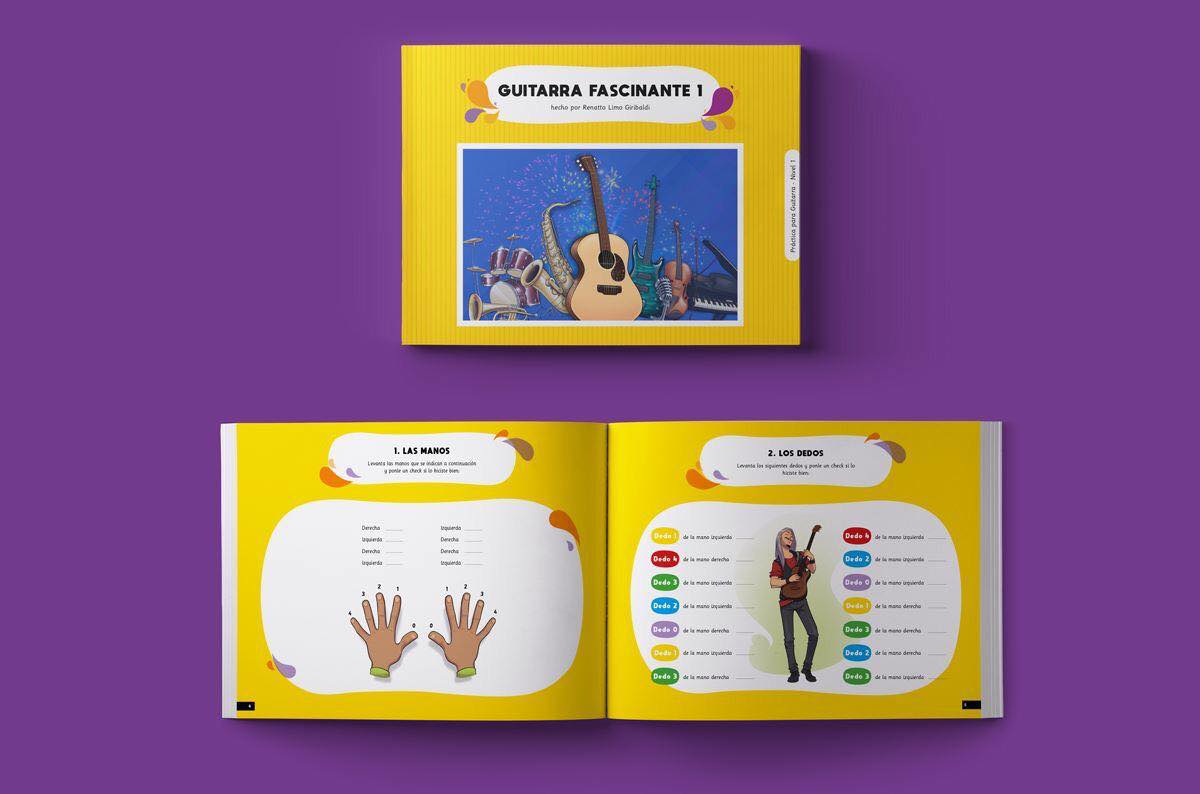 GUITARRA FASCINANTE 1
hecho por Renatto Limo Giribaldi
Práctica para Guitarra - Nivel 1
1. LAS MANOS
Levanta las manos que se indican a continuación
y ponle un check si lo hiciste bien:
Derecha
Izquierda
Izquierda
Derecha
Derecha
Derecha
Izquierda
Izquierda
4 3 2 1 0
0 1 2 3 4
2. LOS DEDOS
Levanta los siguientes dedos y ponle un check si lo
hiciste bien:
Dedo 1 de la mano izquierda
Dedo 4 de la mano izquierda
Dedo 3 de la mano izquierda
Dedo 2 de la mano izquierda
Dedo 0 de la mano derecha
Dedo 1 de la mano izquierda
Dedo 3 de la mano derecha
Dedo 4 de la mano izquierda
Dedo 2 de la mano izquierda
Dedo 0 de la mano izquierda
Dedo 1 de la mano derecha
Dedo 3 de la mano derecha
Dedo 2 de la mano izquierda
Dedo 3 de la mano izquierda